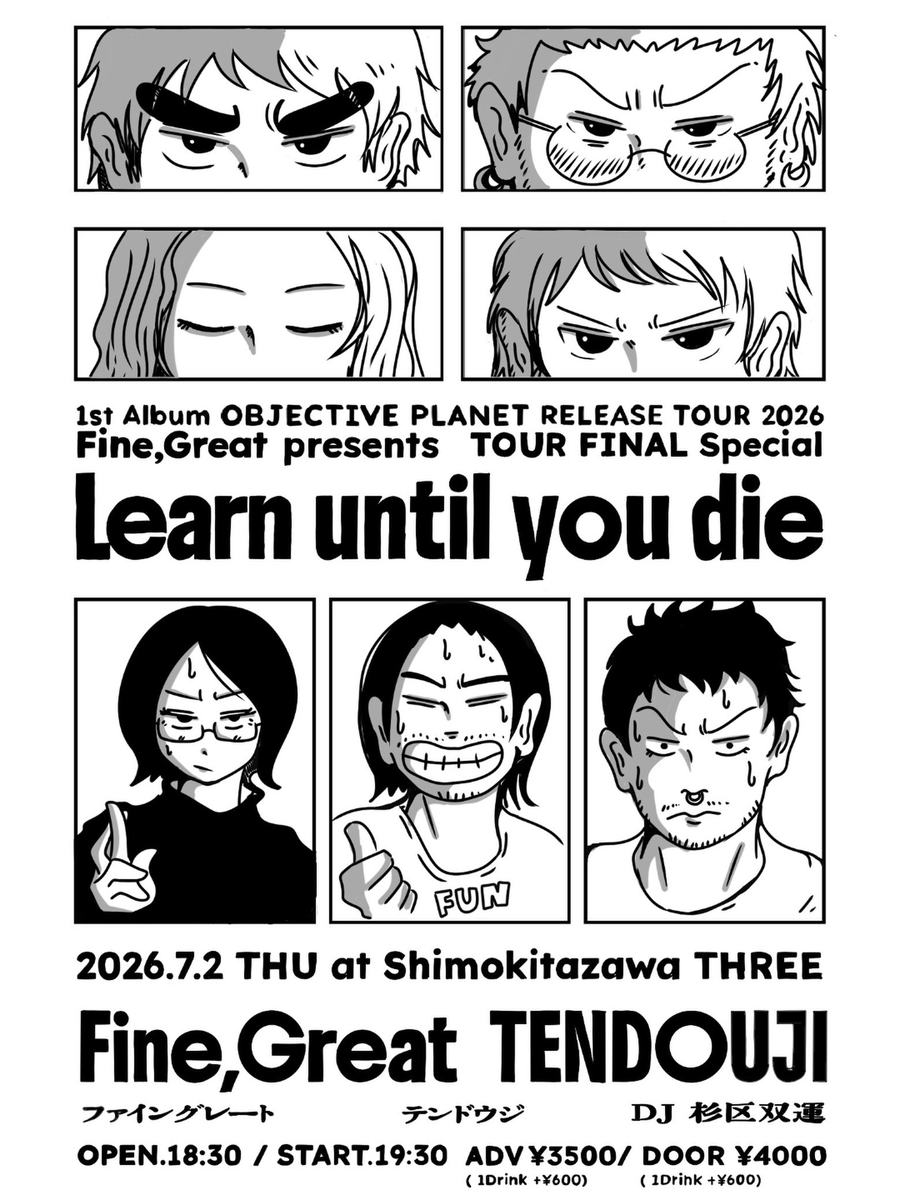 1st Album OBJECTIVE PLANET RELEASE TOUR 2026
Fine,Great presents TOUR FINAL Special
Learn until you die
FUN
2026.7.2 THU at Shimokitazawa THREE
Fine,Great TENDOUJI
ファイングレート テンドウジ DJ 杉区双運
OPEN.18:30 / START.19:30 ADV ¥3500/ DOOR ¥4000
( 1Drink +¥600) ( 1Drink +¥600)